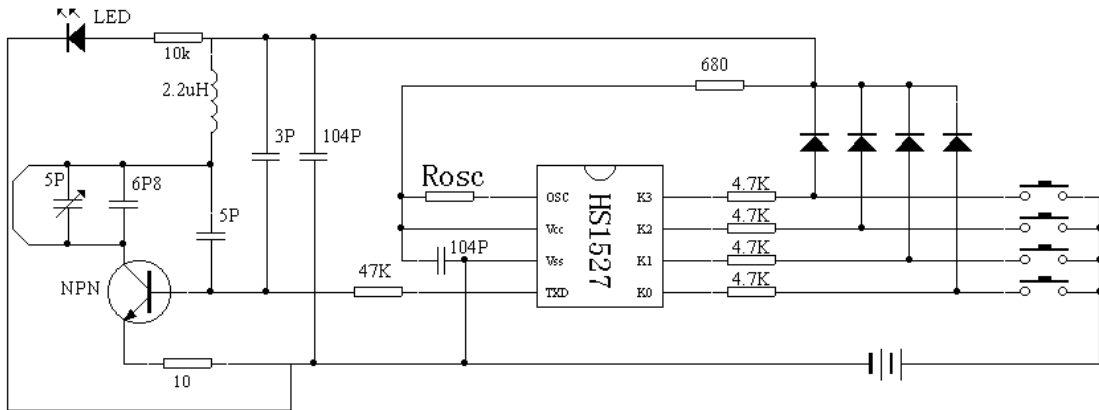 LED
10k
680
2.2uH
3P
104P
5P
6P8
5P
Rosc
HS1527
OSC
Vcc
Vss
TXD
K3
K2
K1
K0
4.7K
4.7K
4.7K
4.7K
104P
47K
NPN
10